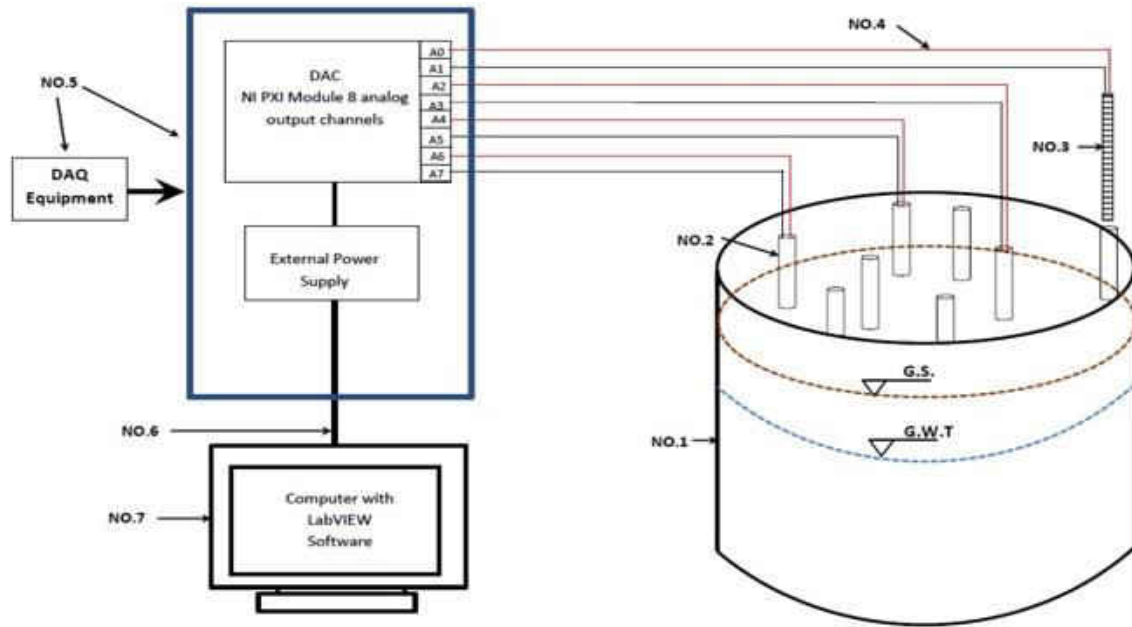 NO.5
DAQ
Equipment
DAC
NI PXI Module 8 analog
output channels
A0
A1
A2
A3
A4
A5
A6
A7
External Power
Supply
NO.6
NO.7
Computer with
LabVIEW
Software
NO.4
NO.3
NO.2
G.S.
G.W.T
NO.1